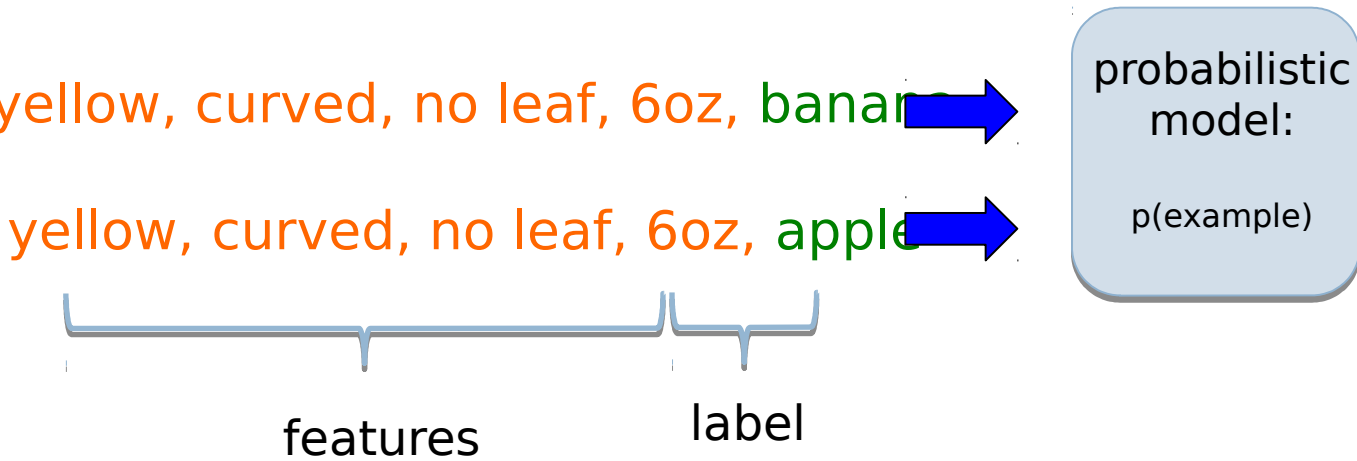 yellow, curved, no leaf, 6oz, banana
yellow, curved, no leaf, 6oz, apple
features
label
probabilistic
model:
p(example)